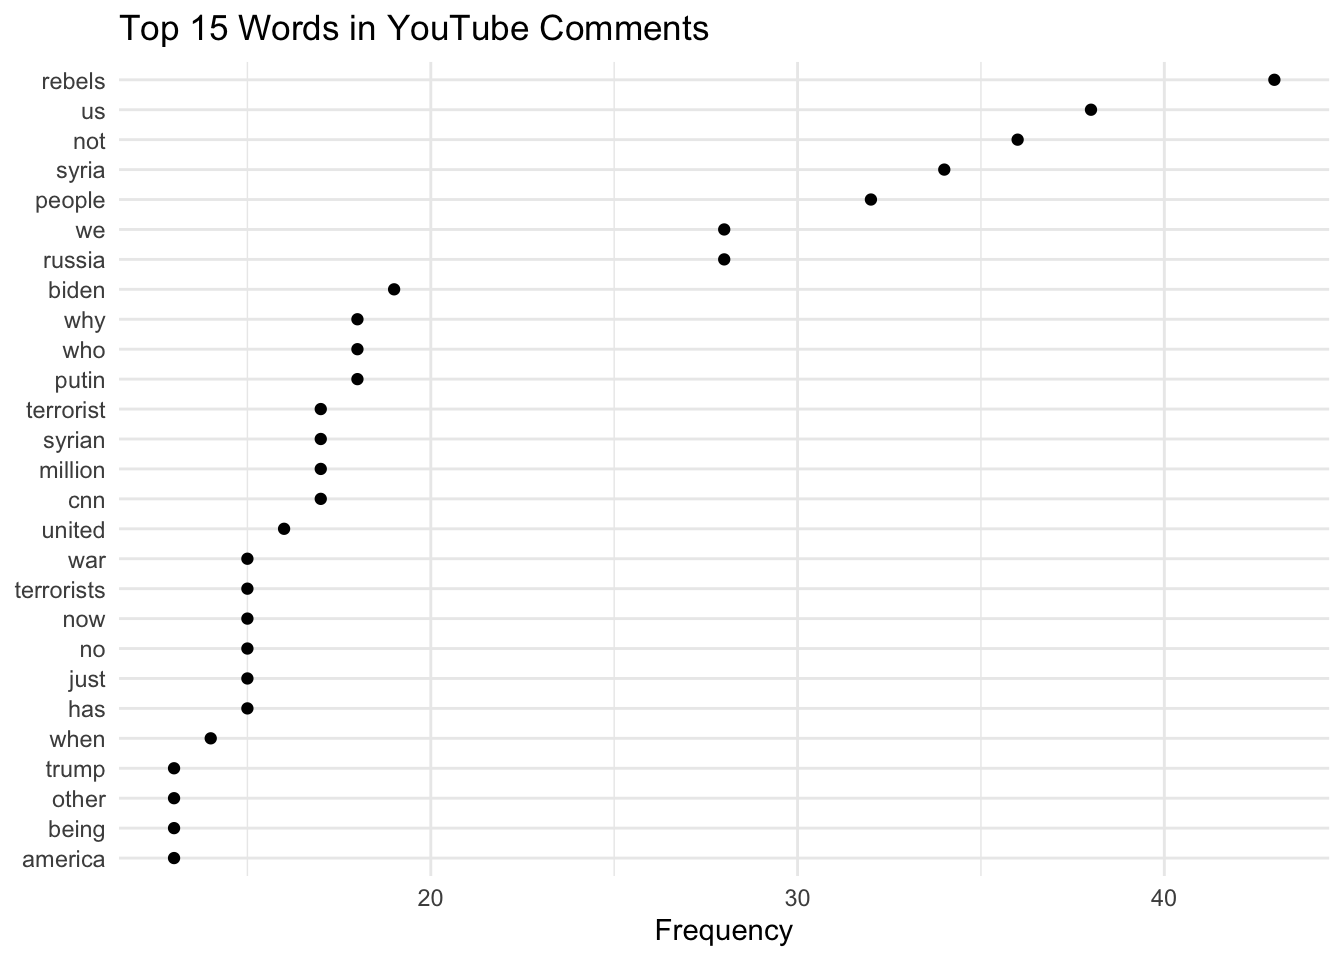 Top 15 Words in YouTube Comments
rebels
us
not
syria
people
we
russia
biden
why
who
putin
terrorist
syrian
million
cnn
united
war
terrorists
now
no
just
has
when
trump
other
being
america
20 30 40
Frequency